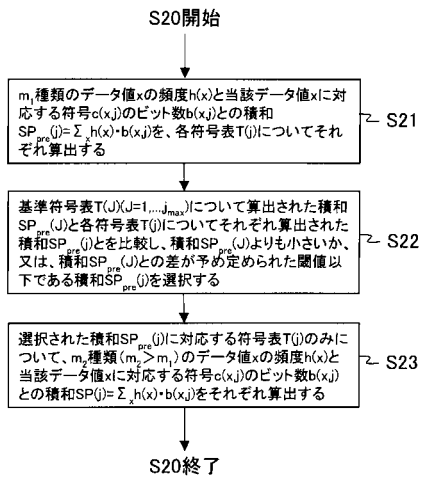 S20開始
m₁種類のデータ値xの頻度h(x)と当該データ値xに対
応する符号c(x,j)のビット数b(x,j)との積和
SP_pre(j)=Σ_xh(x)・b(x,j)を、各符号表T(j)についてそれ
ぞれ算出する
S21
基準符号表T(J)(J=1,...j_max)について算出された積和
SP_pre(J)と各符号表T(j)についてそれぞれ算出された
積和SP_pre(j)とを比較し、積和SP_pre(J)よりも小さいか、
又は、積和SP_pre(J)との差が予め定められた閾値以
下である積和SP_pre(j)を選択する
S22
選択された積和SP_pre(j)に対応する符号表T(j)のみに
ついて、m₂種類(m₂>m₁)のデータ値xの頻度h(x)と
当該データ値xに対応する符号c(x,j)のビット数b(x,j)
との積和SP(j)=Σ_xh(x)・b(x,j)をそれぞれ算出する
S23
S20終了